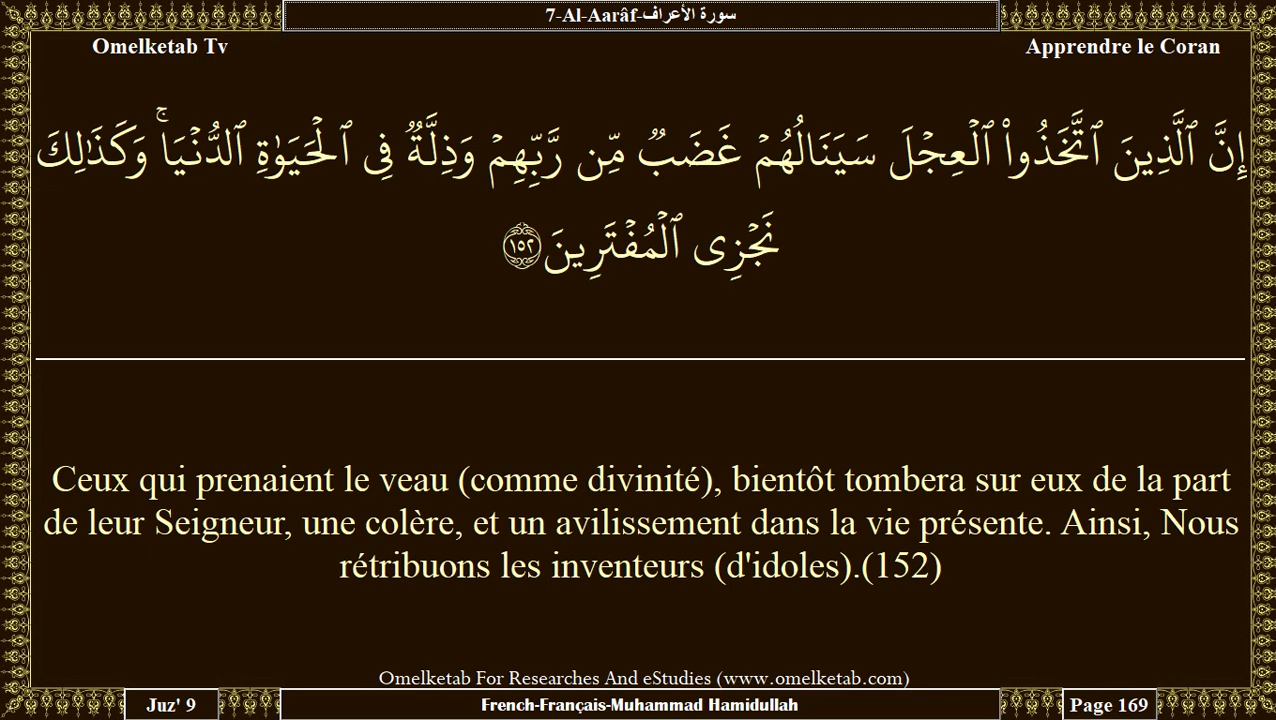 7-Al-Aarâf-سورة الأعراف
Omelketab Tv
Apprendre le Coran
إِنَّ ٱلَّذِينَ ٱتَّخَذُوا۟ ٱلْعِجْلَ سَيَنَالُهُمْ غَضَبٌ مِّن رَّبِّهِمْ وَذِلَّةٌ فِى ٱلْحَيَوٰةِ ٱلدُّنْيَا ۚ وَكَذَٰلِكَ
نَجْزِى ٱلْمُفْتَرِينَ ١٥٢
Ceux qui prenaient le veau (comme divinité), bientôt tombera sur eux de la part
de leur Seigneur, une colère, et un avilissement dans la vie présente. Ainsi, Nous
rétribuons les inventeurs (d'idoles).(152)
Omelketab For Researches And eStudies (www.omelketab.com)
Juz' 9
French-Français-Muhammad Hamidullah
Page 169